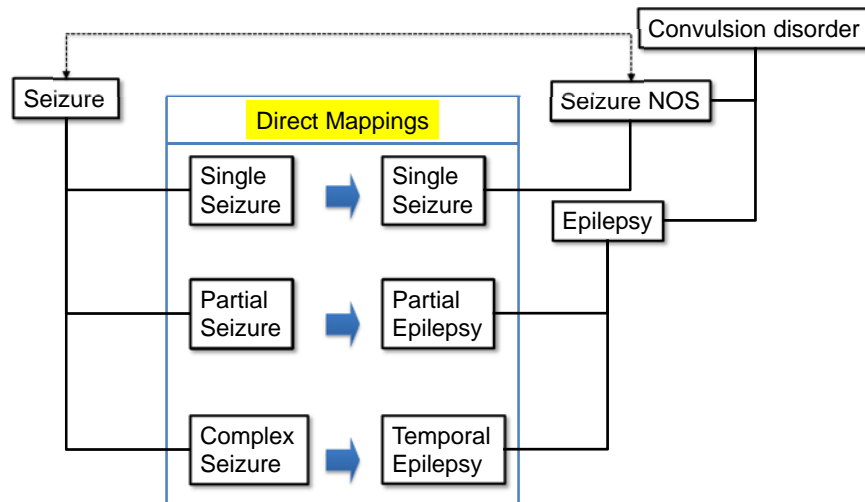 Convulsion disorder
Seizure
Seizure NOS
Direct Mappings
Single
Seizure
Single
Seizure
Epilepsy
Partial
Seizure
Partial
Epilepsy
Complex
Seizure
Temporal
Epilepsy